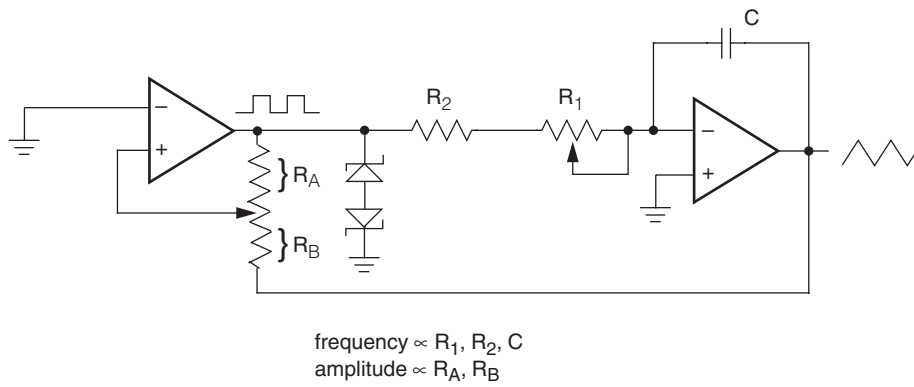 C
R2
R1
−
+
−
+
} RA
} RB
frequency ∝ R1, R2, C
amplitude ∝ RA, RB